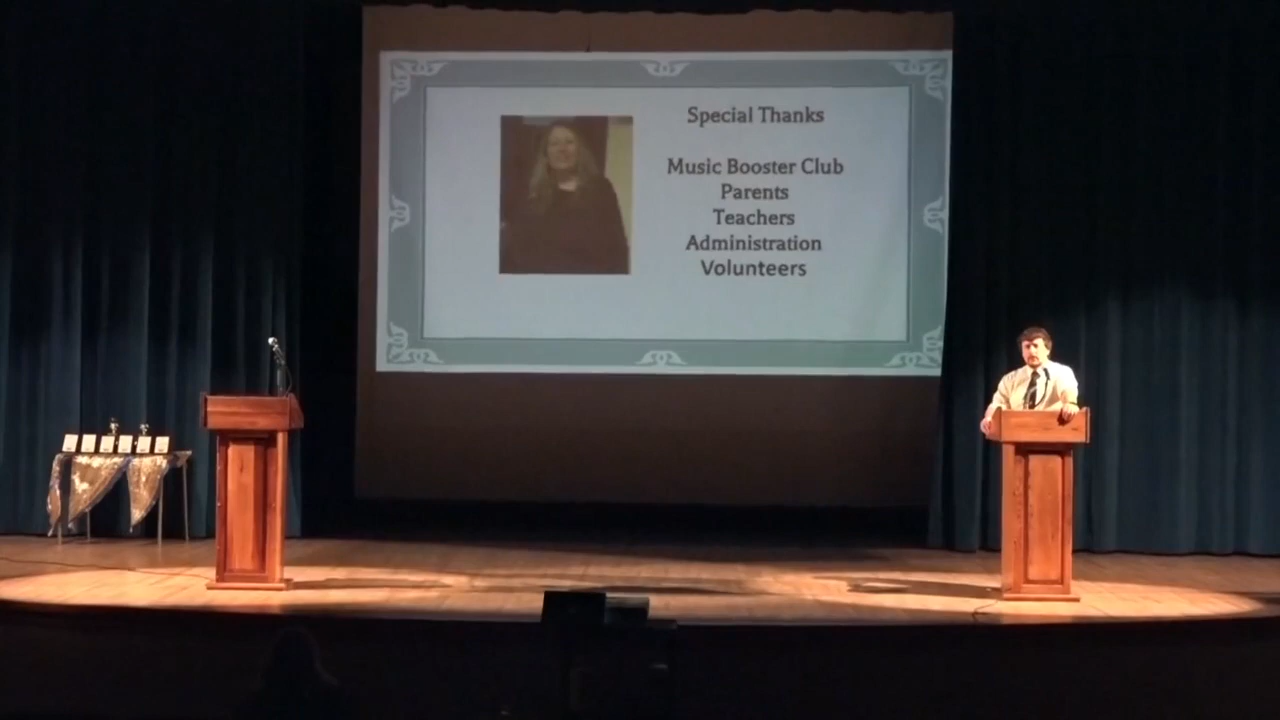 Special Thanks
Music Booster Club
Parents
Teachers
Administration
Volunteers